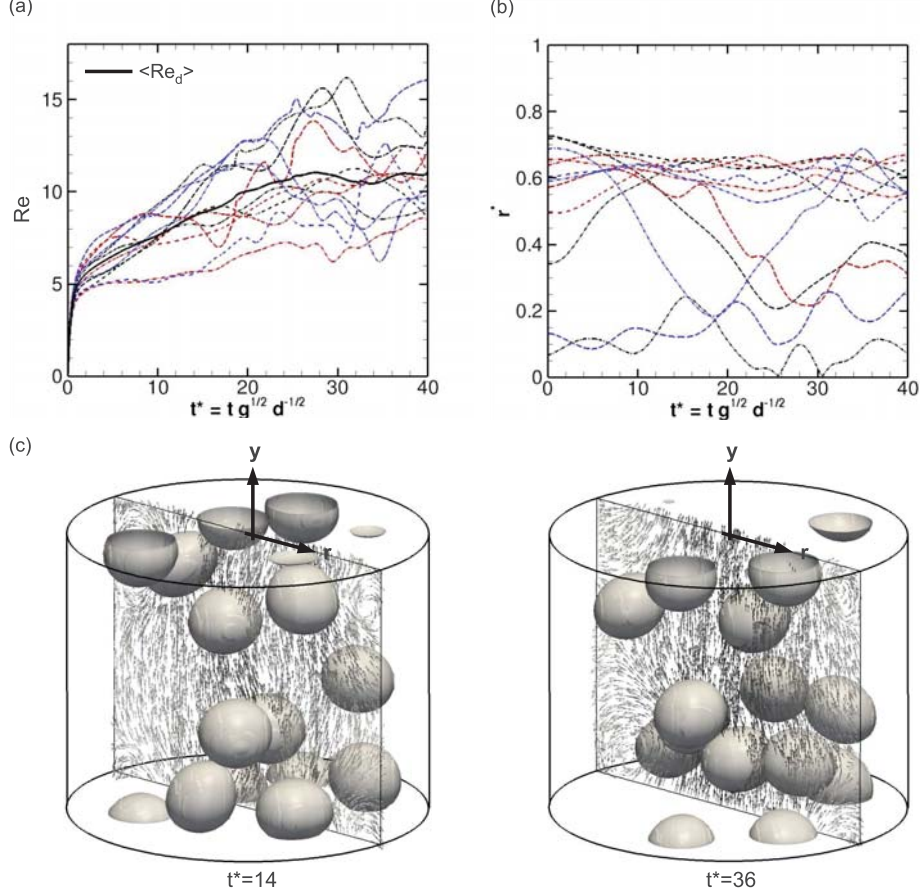 (a)
(b)
<Re_d>
Re
15
10
5
0
0 10 20 30 40
t* = t g^{1/2} d^{-1/2}
r*
1
0.8
0.6
0.4
0.2
0
0 10 20 30 40
t* = t g^{1/2} d^{-1/2}
(c)
y
r
t*=14
y
r
t*=36